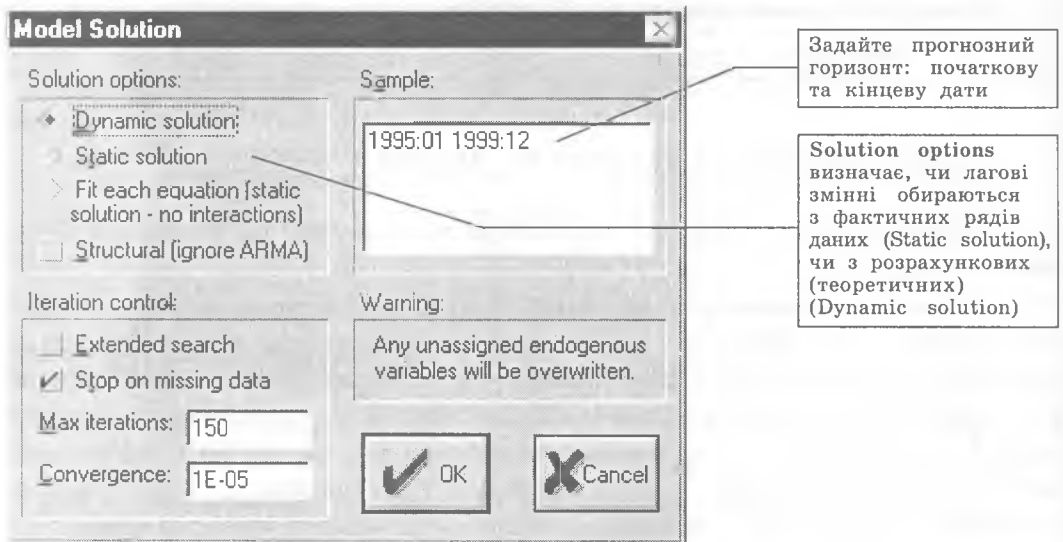 Model Solution
Solution options:
Dynamic solution
Static solution
Fit each equation (static
solution - no interactions)
Structural (ignore ARMA)
Sample:
1995:01 1999:12
Iteration control:
Extended search
Stop on missing data
Max iterations: 150
Convergence: 1E-05
Warning:
Any unassigned endogenous
variables will be overwritten.
OK
Cancel
Задайте прогнозний
горизонт: початкову
та кінцеву дати
Solution options
визначає, чи лагові
змінні обираються
з фактичних рядів
даних (Static solution),
чи з розрахункових
(теоретичних)
(Dynamic solution)